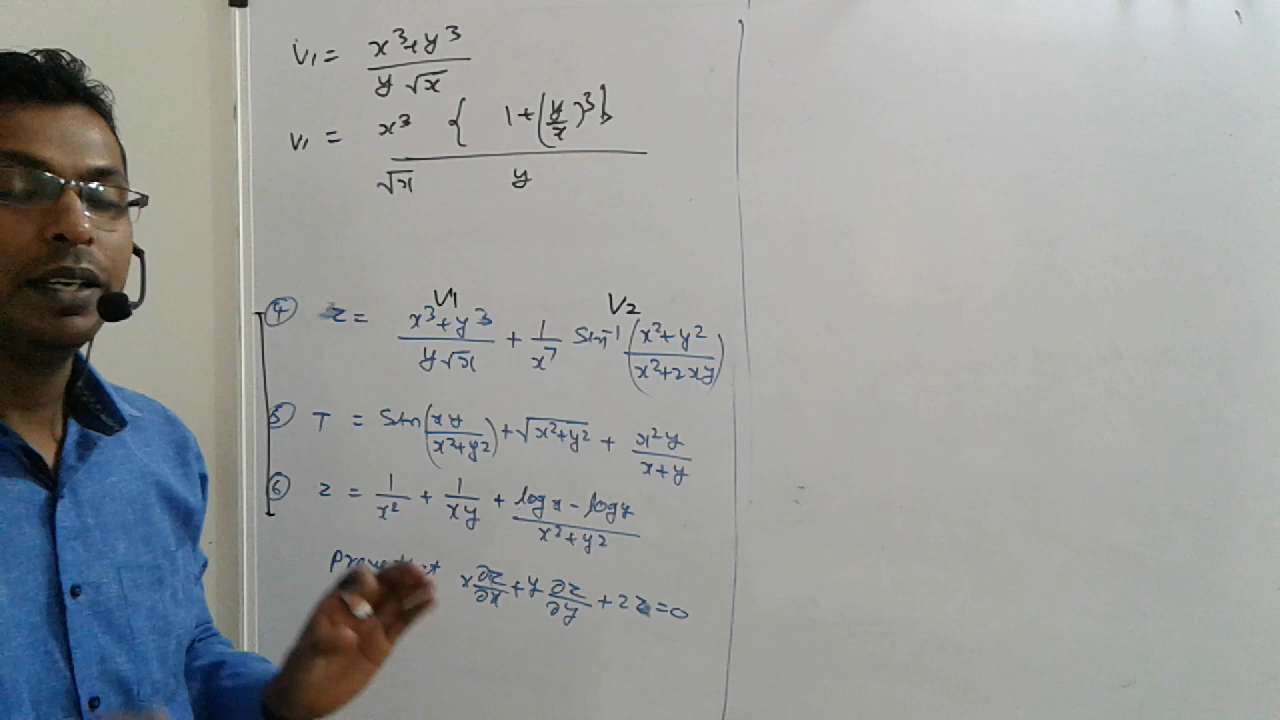 V₁ = x³+y³ / y √x
V₁ = x³ { 1+(y/x)³} / √x y
V₁ V₂
④ z = x³+y³ / y√x + 1/x⁷ Sin⁻¹ (x²+y² / x²+2xy)
⑤ T = Sin(xy / x²+y²) + √x²+y² + x²y / x+y
⑥ z = 1/x² + 1/xy + log x - log y / x²+y²
x ∂z/∂x + y ∂z/∂y + 2z = 0